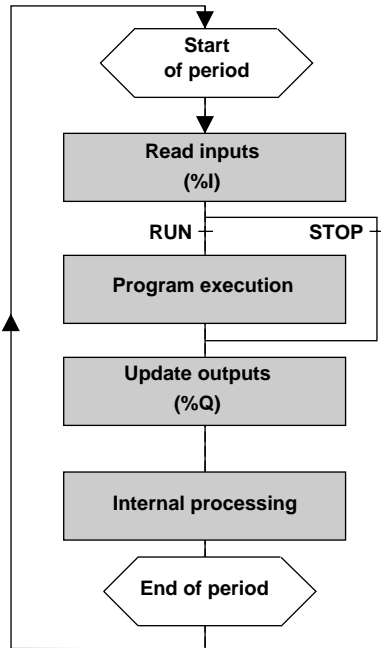 Start
of period
Read inputs
(%I)
RUN
STOP
Program execution
Update outputs
(%Q)
Internal processing
End of period